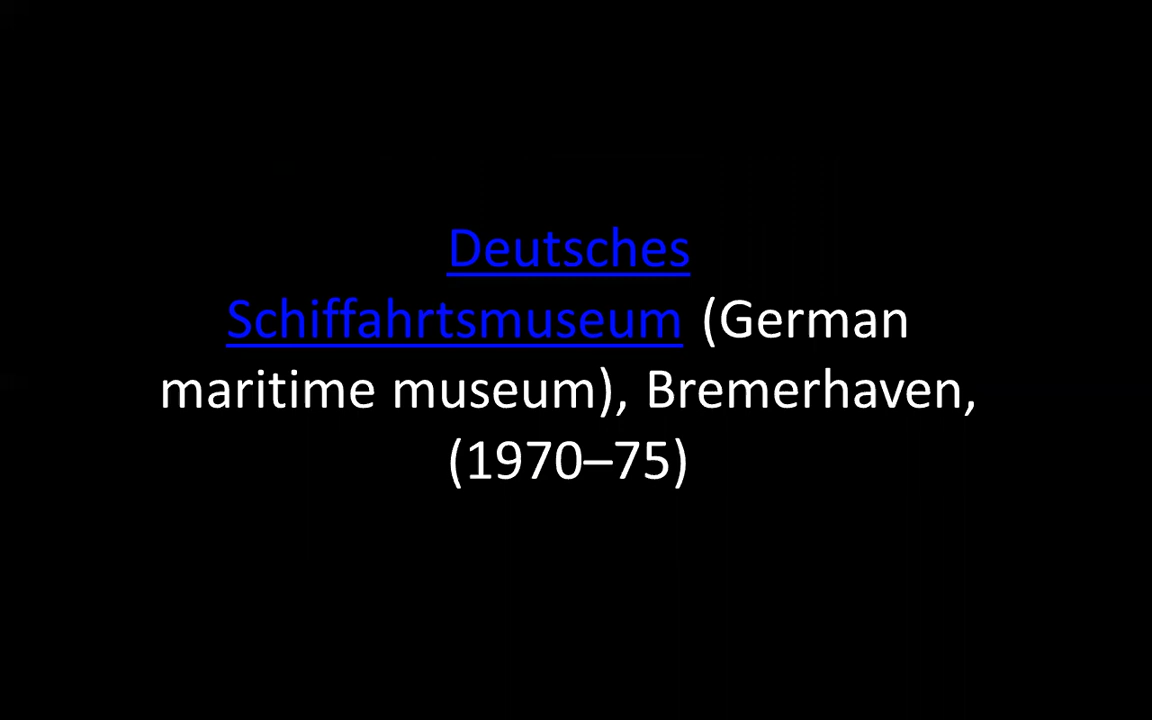 Deutsches
Schiffahrtsmuseum (German
maritime museum), Bremerhaven,
(1970–75)